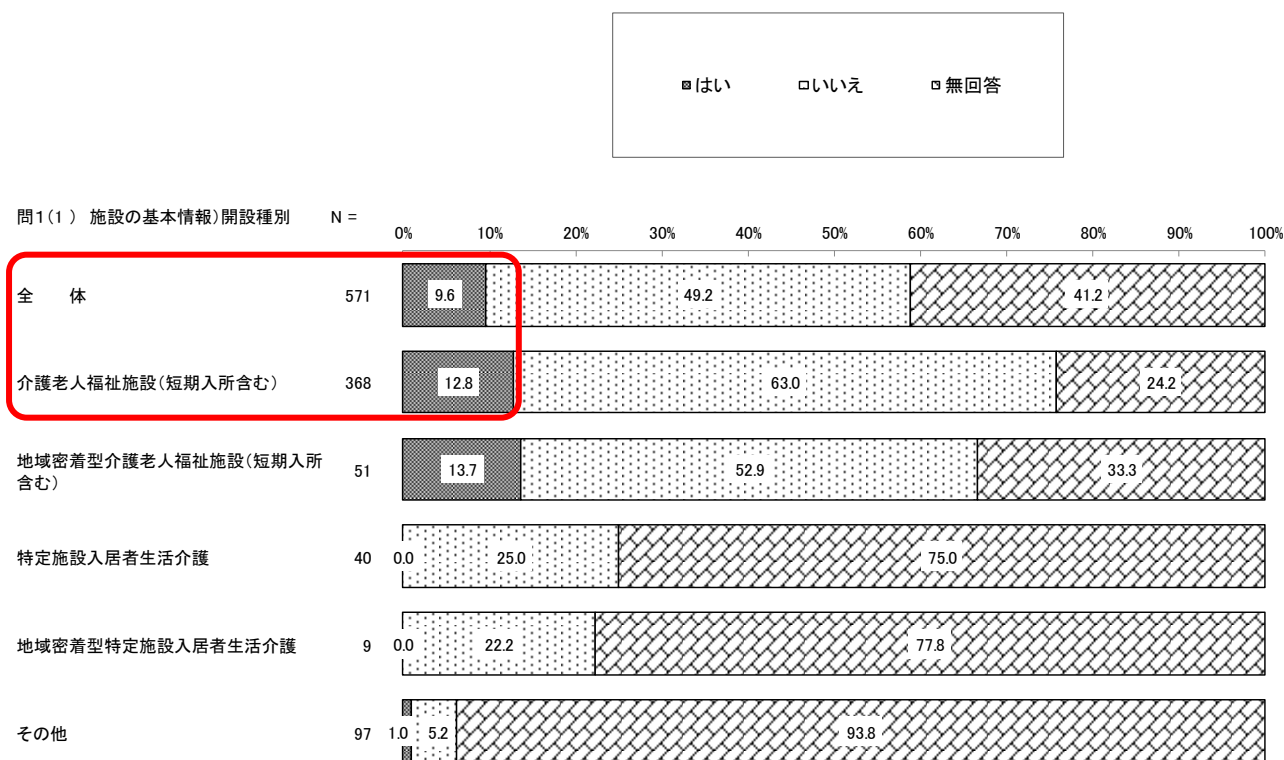 はい いいえ 無回答
問1(1) 施設の基本情報)開設種別 N =
0% 10% 20% 30% 40% 50% 60% 70% 80% 90% 100%
全 体 571 9.6 49.2 41.2
介護老人福祉施設(短期入所含む) 368 12.8 63.0 24.2
地域密着型介護老人福祉施設(短期入所
含む) 51 13.7 52.9 33.3
特定施設入居者生活介護 40 0.0 25.0 75.0
地域密着型特定施設入居者生活介護 9 0.0 22.2 77.8
その他 97 1.0 5.2 93.8